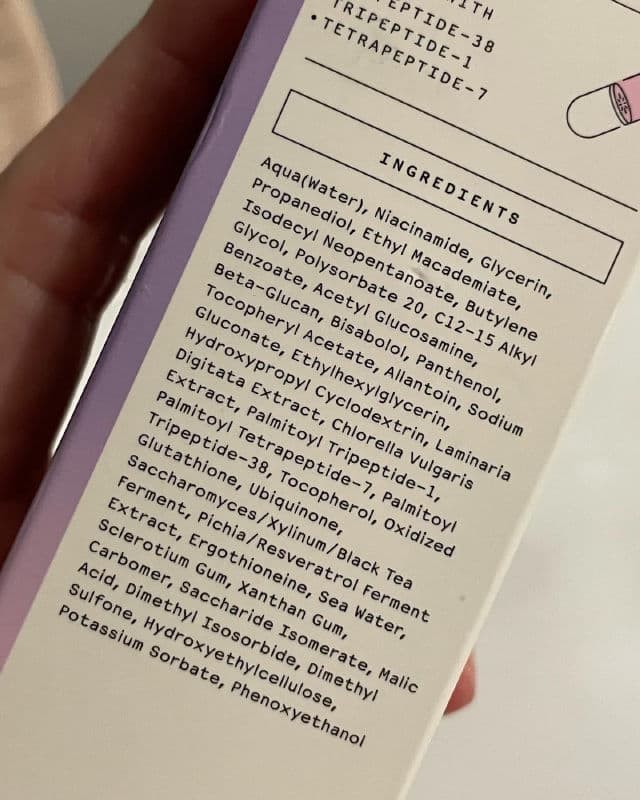 ITH
EPTIDE-38
TRIPEPTIDE-1
• TETRAPEPTIDE-7
INGREDIENTS
Aqua(Water), Niacinamide, Glycerin,
Propanediol, Ethyl Macademiate,
Isodecyl Neopentanoate, Butylene
Glycol, Polysorbate 20, C12-15 Alkyl
Benzoate, Acetyl Glucosamine,
Beta-Glucan, Bisabolol, Panthenol,
Tocopheryl Acetate, Allantoin, Sodium
Gluconate, Ethylhexylglycerin,
Hydroxypropyl Cyclodextrin, Laminaria
Digitata Extract, Chlorella Vulgaris
Extract, Palmitoyl Tripeptide-1,
Palmitoyl Tetrapeptide-7, Palmitoyl
Tripeptide-38, Tocopherol, Oxidized
Glutathione, Ubiquinone,
Saccharomyces/Xylinum/Black Tea
Ferment, Pichia/Resveratrol Ferment
Extract, Ergothioneine, Sea Water,
Sclerotium Gum, Xanthan Gum,
Carbomer, Saccharide Isomerate, Malic
Acid, Dimethyl Isosorbide, Dimethyl
Sulfone, Hydroxyethylcellulose,
Potassium Sorbate, Phenoxyethanol